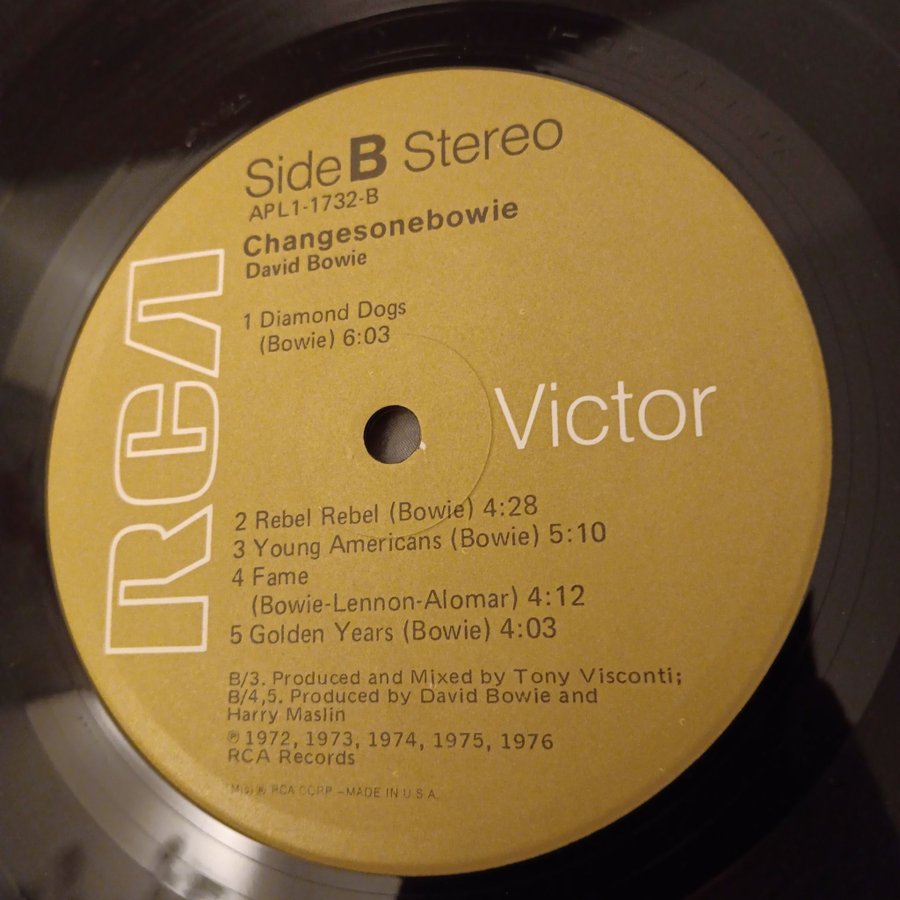 Side B Stereo
APL1-1732-B
Changesonebowie
David Bowie
1 Diamond Dogs
(Bowie) 6:03
RCA
Victor
2 Rebel Rebel (Bowie) 4:28
3 Young Americans (Bowie) 5:10
4 Fame
(Bowie-Lennon-Alomar) 4:12
5 Golden Years (Bowie) 4:03
B/3. Produced and Mixed by Tony Visconti;
B/4,5. Produced by David Bowie and
Harry Maslin
℗ 1972, 1973, 1974, 1975, 1976
RCA Records
® RCA CORP –MADE IN U.S.A.